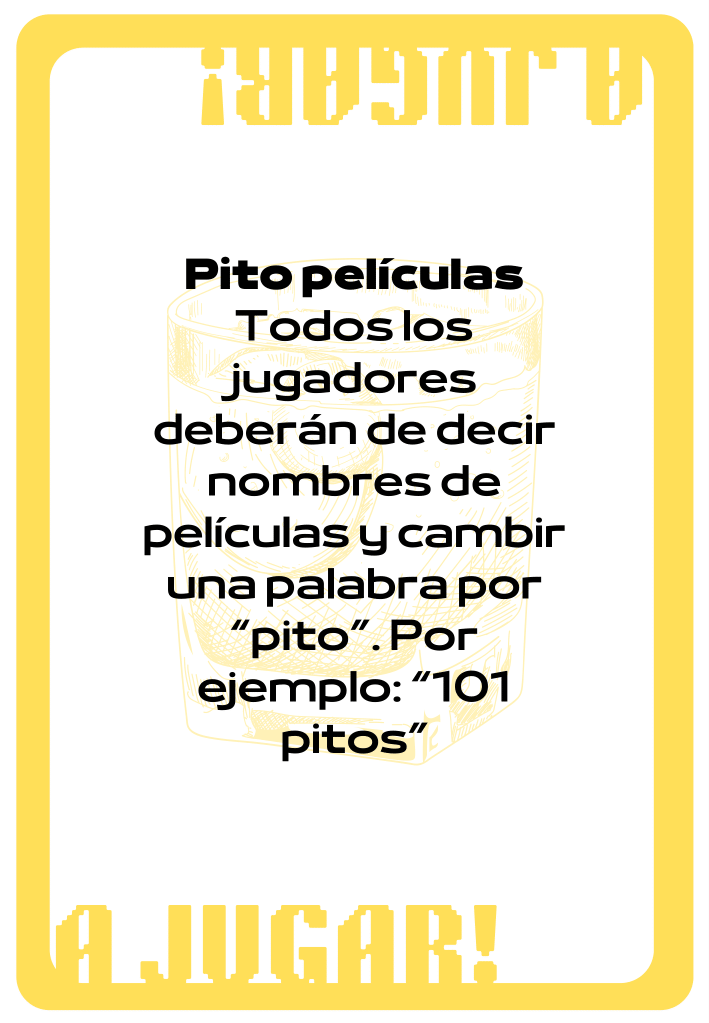 A JUGAR!
Pito películas
Todos los
jugadores
deberán de decir
nombres de
películas y cambir
una palabra por
“pito”. Por
ejemplo: “101
pitos”
A JUGAR!